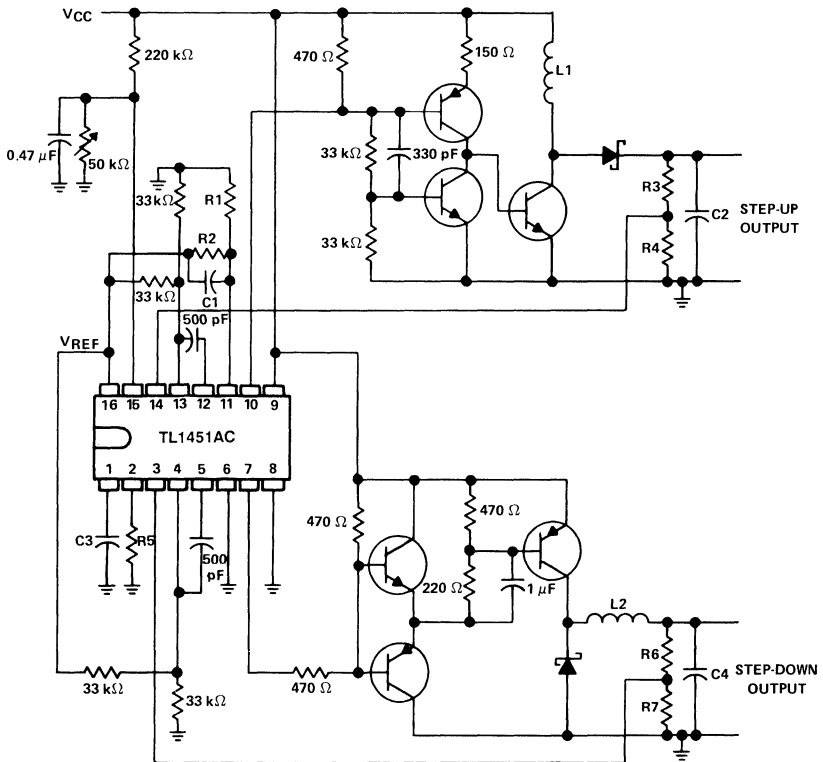 VCC
220 kΩ
470 Ω
150 Ω
L1
0.47 μF
50 kΩ
33 kΩ
330 pF
33 kΩ
R1
R2
R3
C2
STEP-UP
OUTPUT
R4
33 kΩ
33 kΩ
C1
500 pF
VREF
16 15 14 13 12 11 10 9
TL1451AC
1 2 3 4 5 6 7 8
C3
R5
500
pF
470 Ω
470 Ω
220 Ω
1 μF
L2
R6
C4
STEP-DOWN
OUTPUT
R7
33 kΩ
33 kΩ
470 Ω